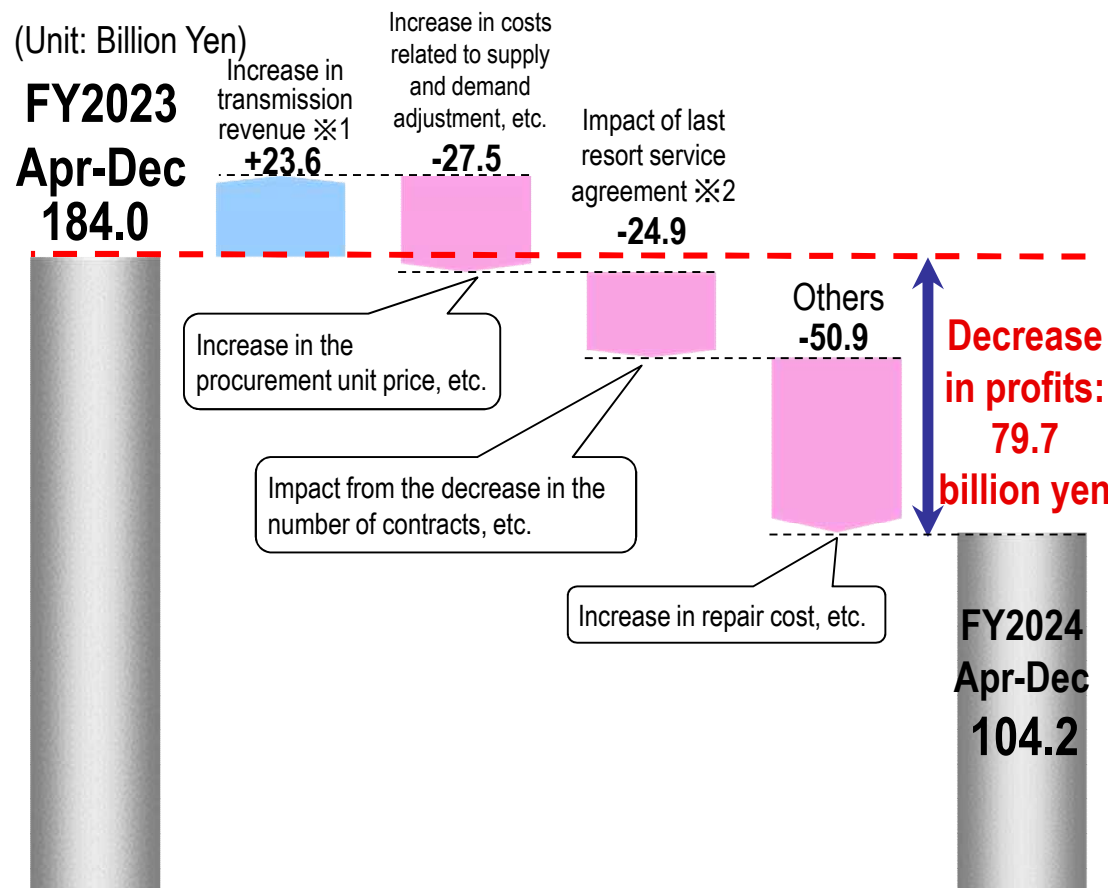 (Unit: Billion Yen)
FY2023
Apr-Dec
184.0
Increase in
transmission
revenue ※1
+23.6
Increase in costs
related to supply
and demand
adjustment, etc.
-27.5
Impact of last
resort service
agreement ※2
-24.9
Others
-50.9
Increase in the
procurement unit price, etc.
Impact from the decrease in the
number of contracts, etc.
Increase in repair cost, etc.
Decrease
in profits:
79.7
billion yen
FY2024
Apr-Dec
104.2